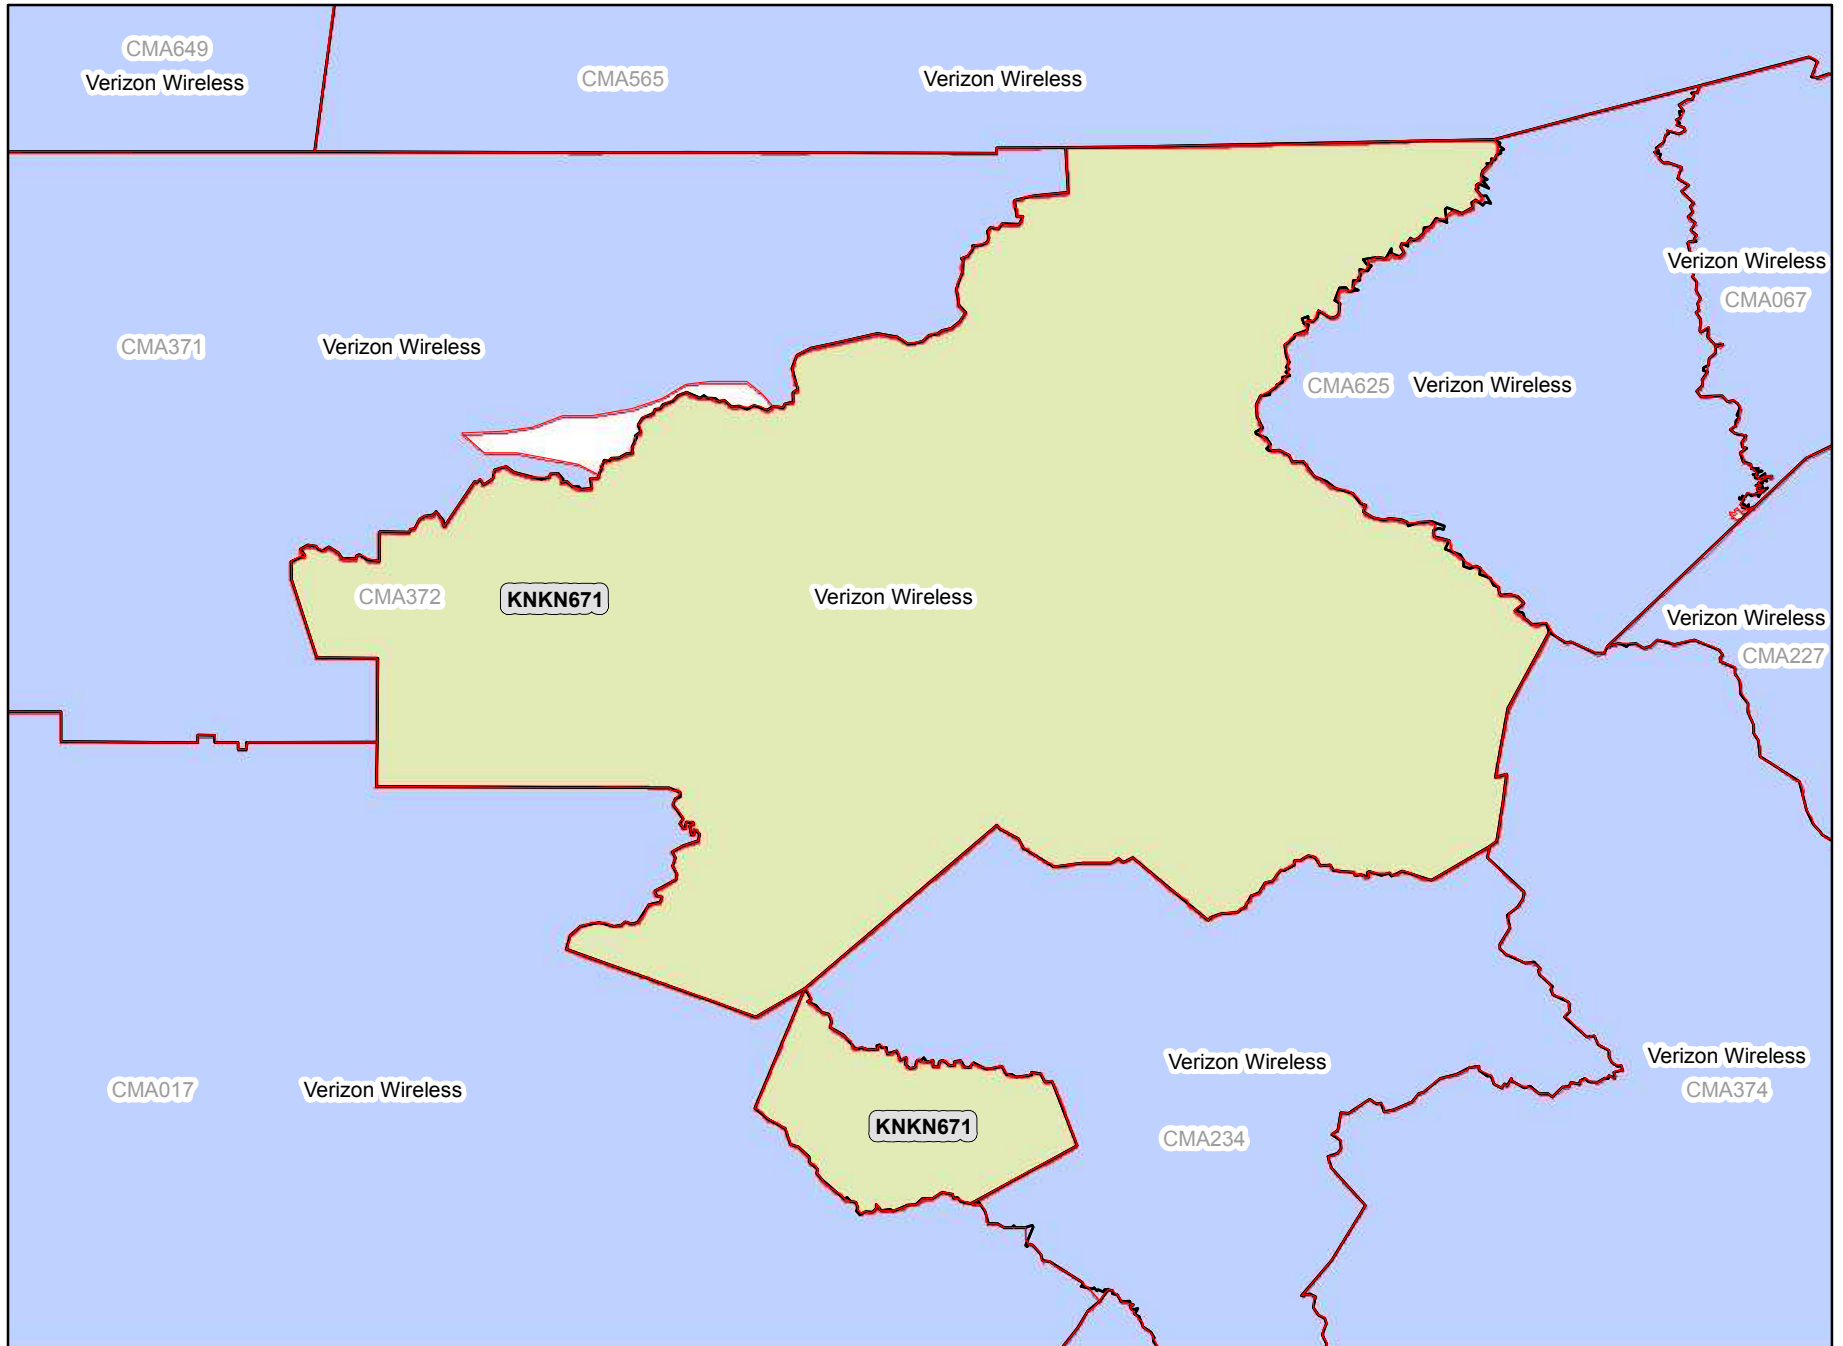 CMA649
Verizon Wireless
CMA565
Verizon Wireless
Verizon Wireless
CMA067
CMA371
Verizon Wireless
CMA625
Verizon Wireless
CMA372
KNKN671
Verizon Wireless
Verizon Wireless
CMA227
Verizon Wireless
CMA234
Verizon Wireless
CMA374
CMA017
Verizon Wireless
KNKN671